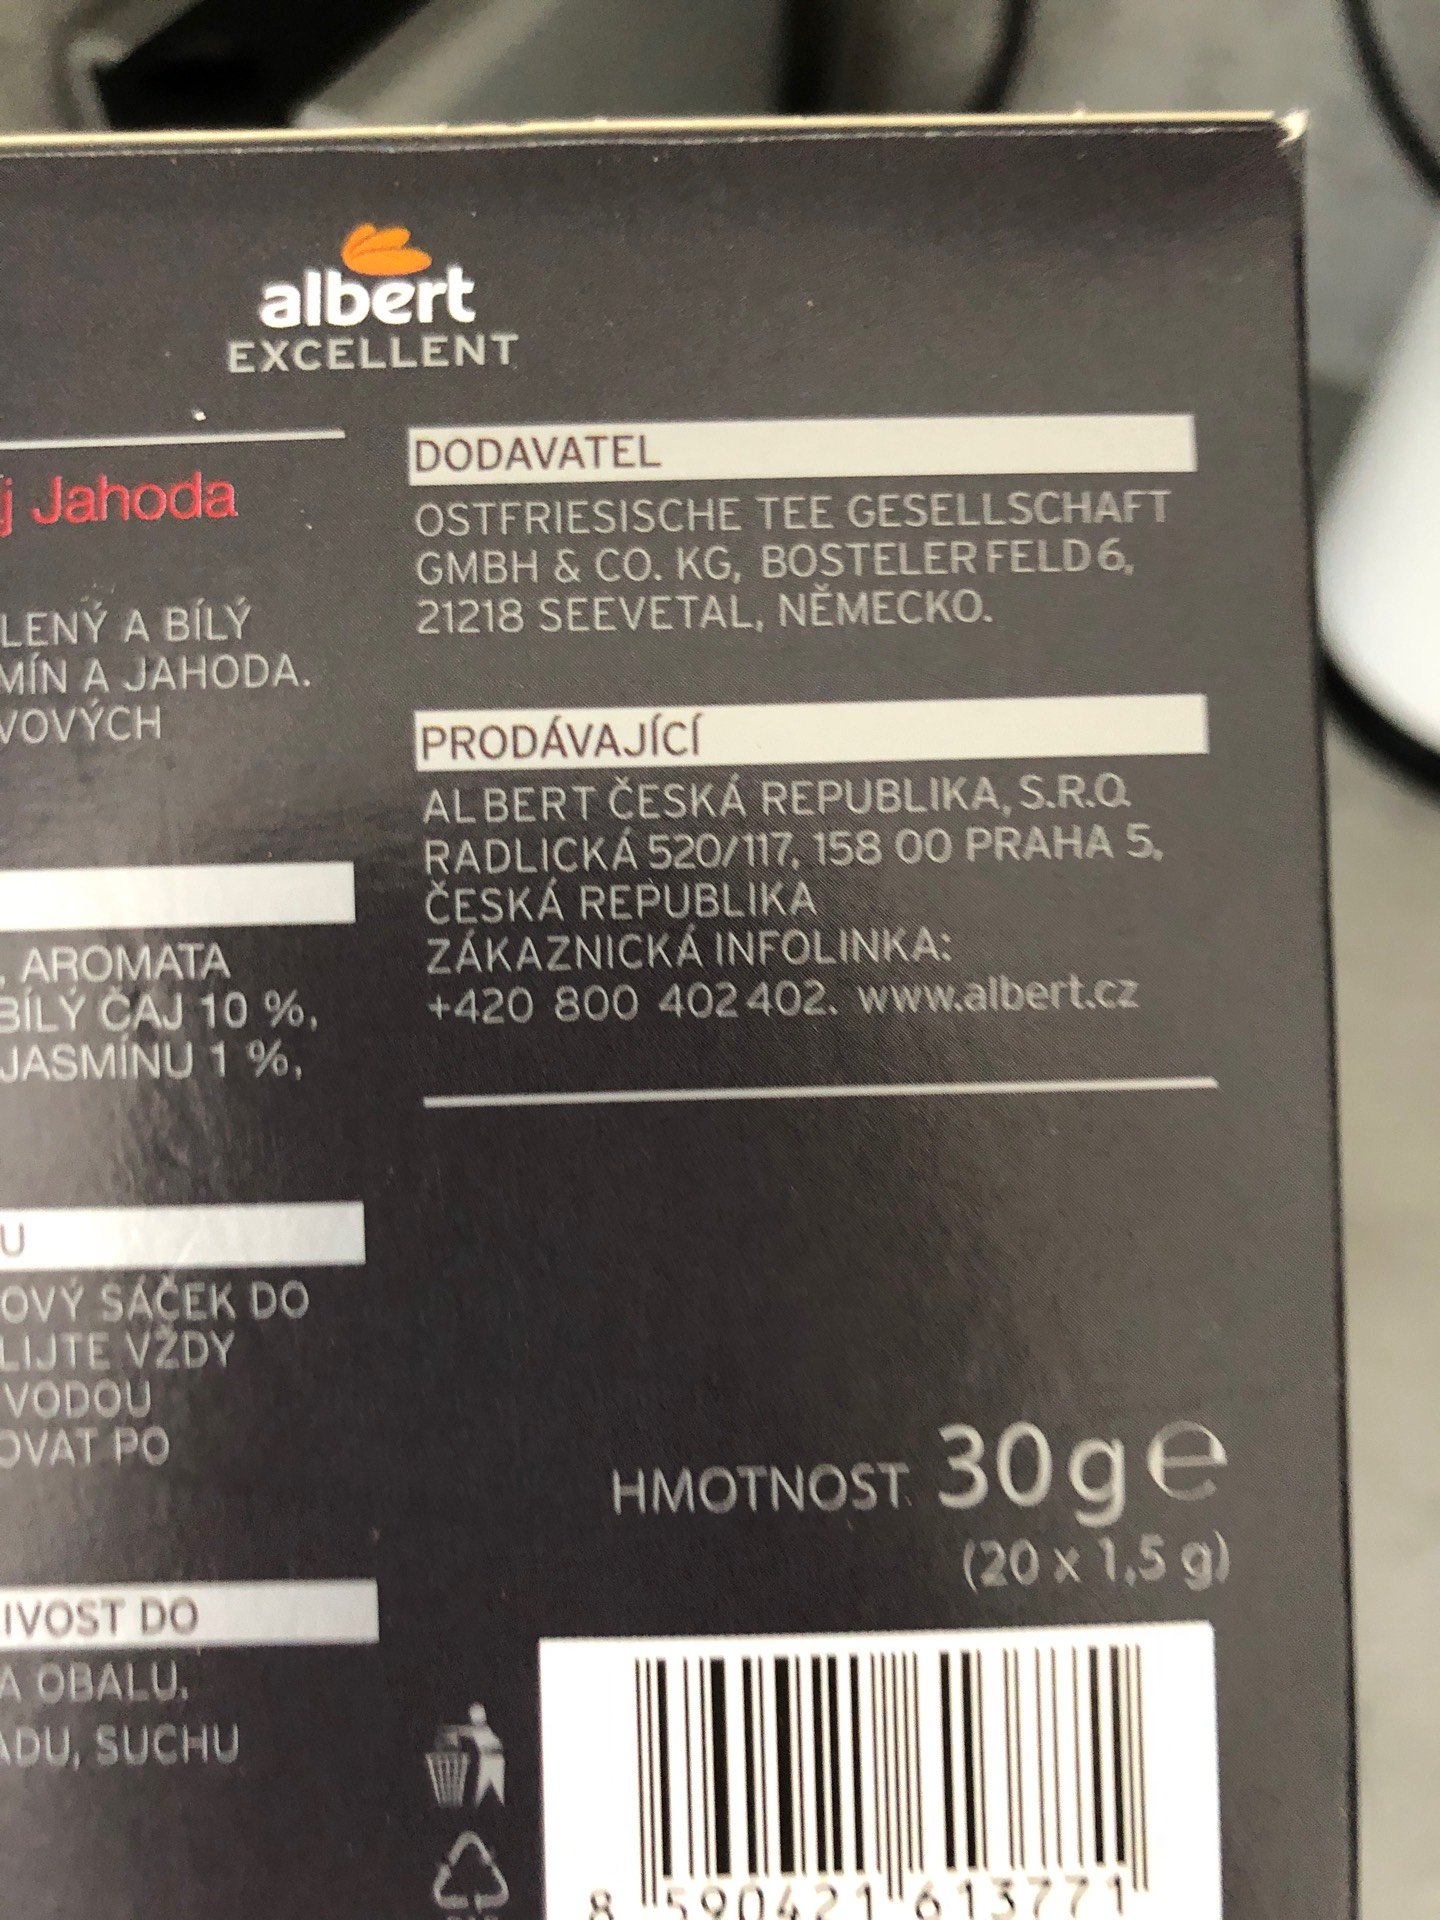 albert
EXCELLENT
j Jahoda
LENÝ A BÍLÝ
MÍN A JAHODA.
VOVÝCH
, AROMATA
BÍLÝ ČAJ 10 %,
JASMÍNU 1 %,
U
OVÝ SÁČEK DO
LIJTE VŽDY
VODOU
OVAT PO
IVOST DO
A OBALU.
ADU, SUCHU
DODAVATEL
OSTFRIESISCHE TEE GESELLSCHAFT
GMBH & CO. KG, BOSTELER FELD 6,
21218 SEEVETAL, NĚMECKO.
PRODÁVAJÍCÍ
ALBERT ČESKÁ REPUBLIKA, S.R.O.
RADLICKÁ 520/117, 158 00 PRAHA 5,
ČESKÁ REPUBLIKA
ZÁKAZNICKÁ INFOLINKA:
+420 800 402 402. www.albert.cz
HMOTNOST 30 g e
(20 x 1,5 g)
8 590421 613771